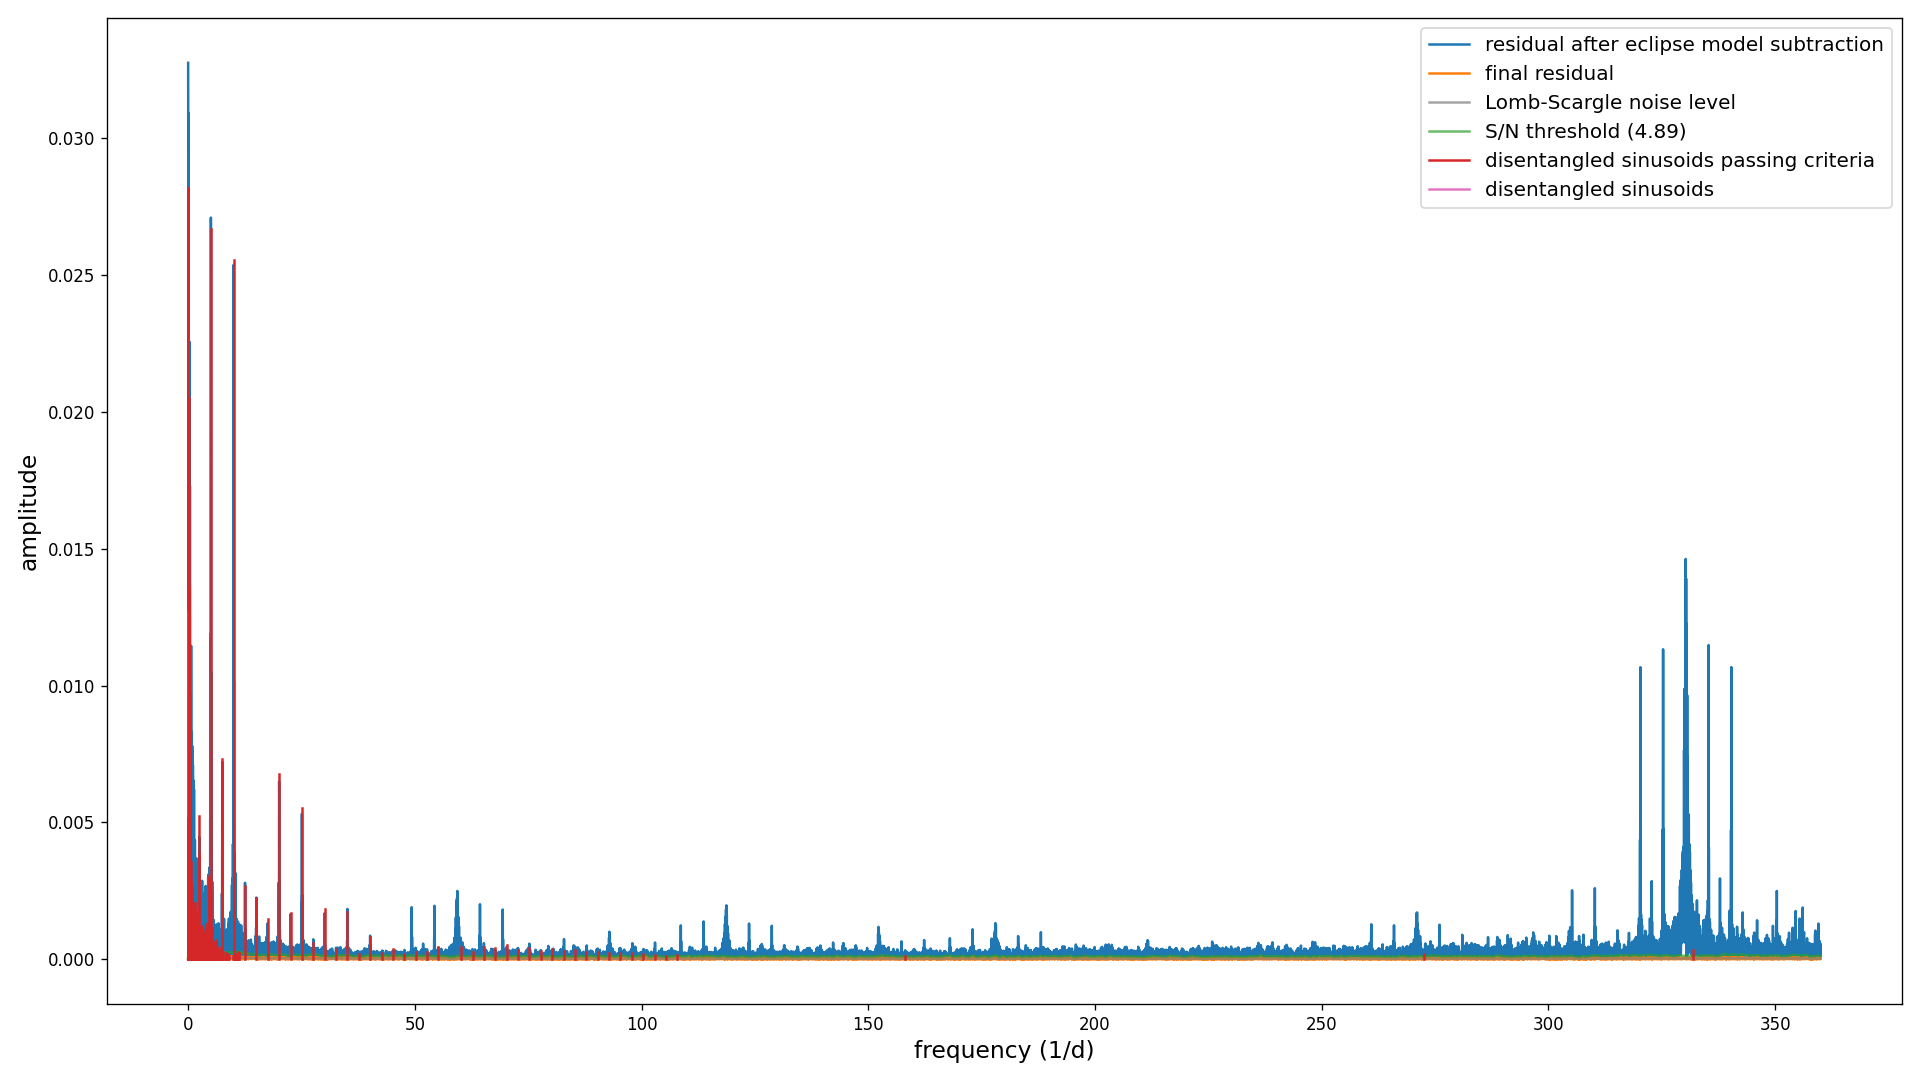 residual after eclipse model subtraction
final residual
Lomb-Scargle noise level
S/N threshold (4.89)
disentangled sinusoids passing criteria
disentangled sinusoids
amplitude
0.030
0.025
0.020
0.015
0.010
0.005
0.000
0 50 100 150 200 250 300 350
frequency (1/d)